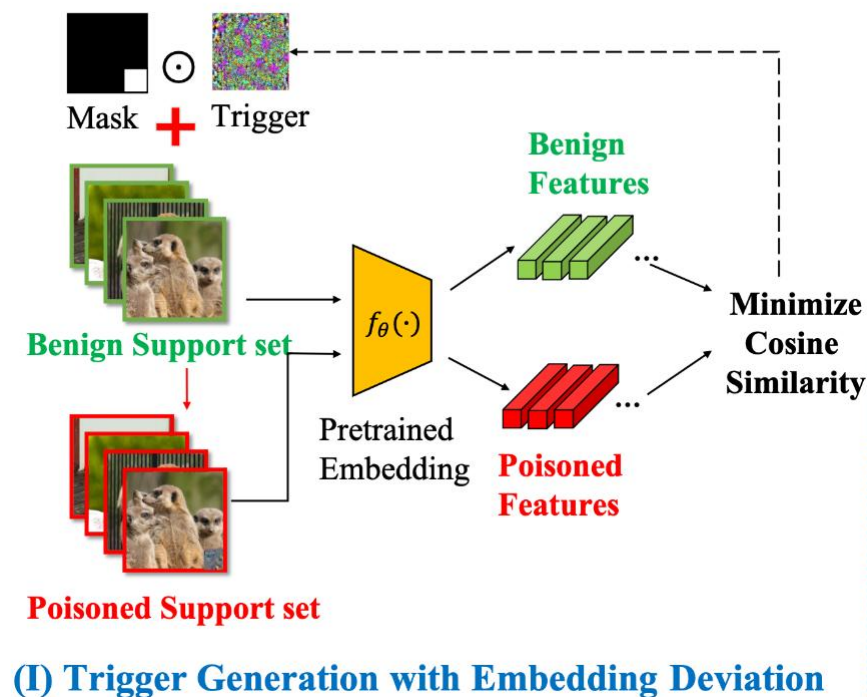 Mask
Trigger
Benign
Features
...
Benign Support set
f_θ(·)
Minimize
Cosine
Similarity
Pretrained
Embedding
...
Poisoned
Features
Poisoned Support set
(I) Trigger Generation with Embedding Deviation